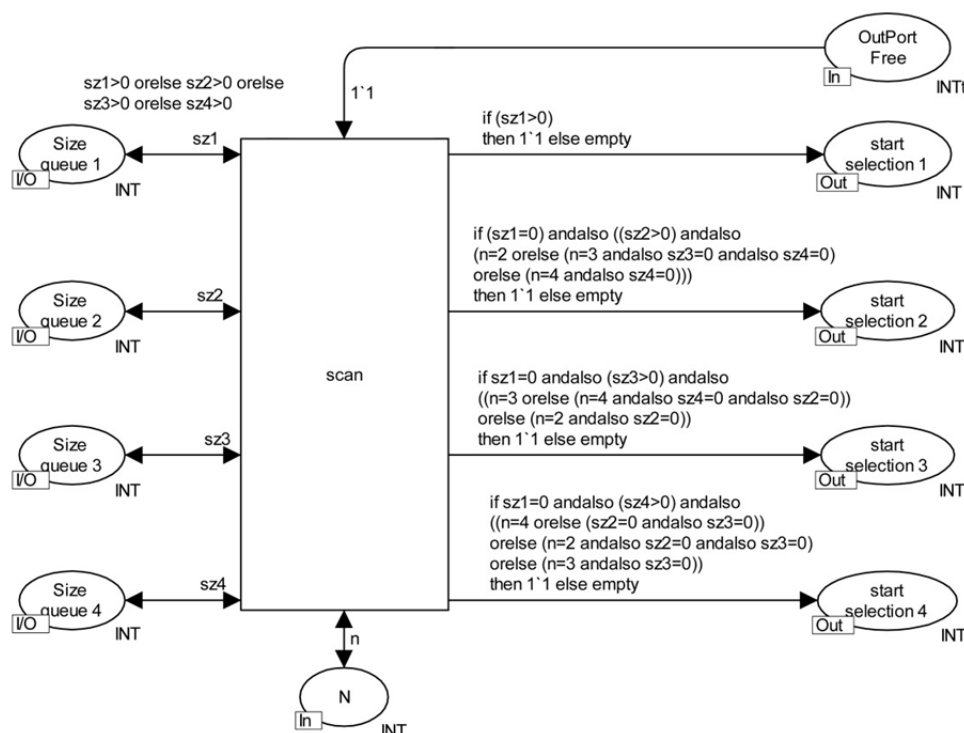 OutPort
Free
In
INTt
sz1>0 orelse sz2>0 orelse
sz3>0 orelse sz4>0
1`1
if (sz1>0)
then 1`1 else empty
Size
queue 1
I/O
INT
sz1
start
selection 1
Out
INT
if (sz1=0) andalso ((sz2>0) andalso
(n=2 orelse (n=3 andalso sz3=0 andalso sz4=0)
orelse (n=4 andalso sz4=0)))
then 1`1 else empty
Size
queue 2
I/O
INT
sz2
start
selection 2
Out
INT
scan
if sz1=0 andalso (sz3>0) andalso
((n=3 orelse (n=4 andalso sz4=0 andalso sz2=0))
orelse (n=2 andalso sz2=0))
then 1`1 else empty
Size
queue 3
I/O
INT
sz3
start
selection 3
Out
INT
if sz1=0 andalso (sz4>0) andalso
((n=4 orelse (sz2=0 andalso sz3=0))
orelse (n=2 andalso sz2=0 andalso sz3=0)
orelse (n=3 andalso sz3=0))
then 1`1 else empty
Size
queue 4
I/O
INT
sz4
start
selection 4
Out
INT
n
N
In
INT